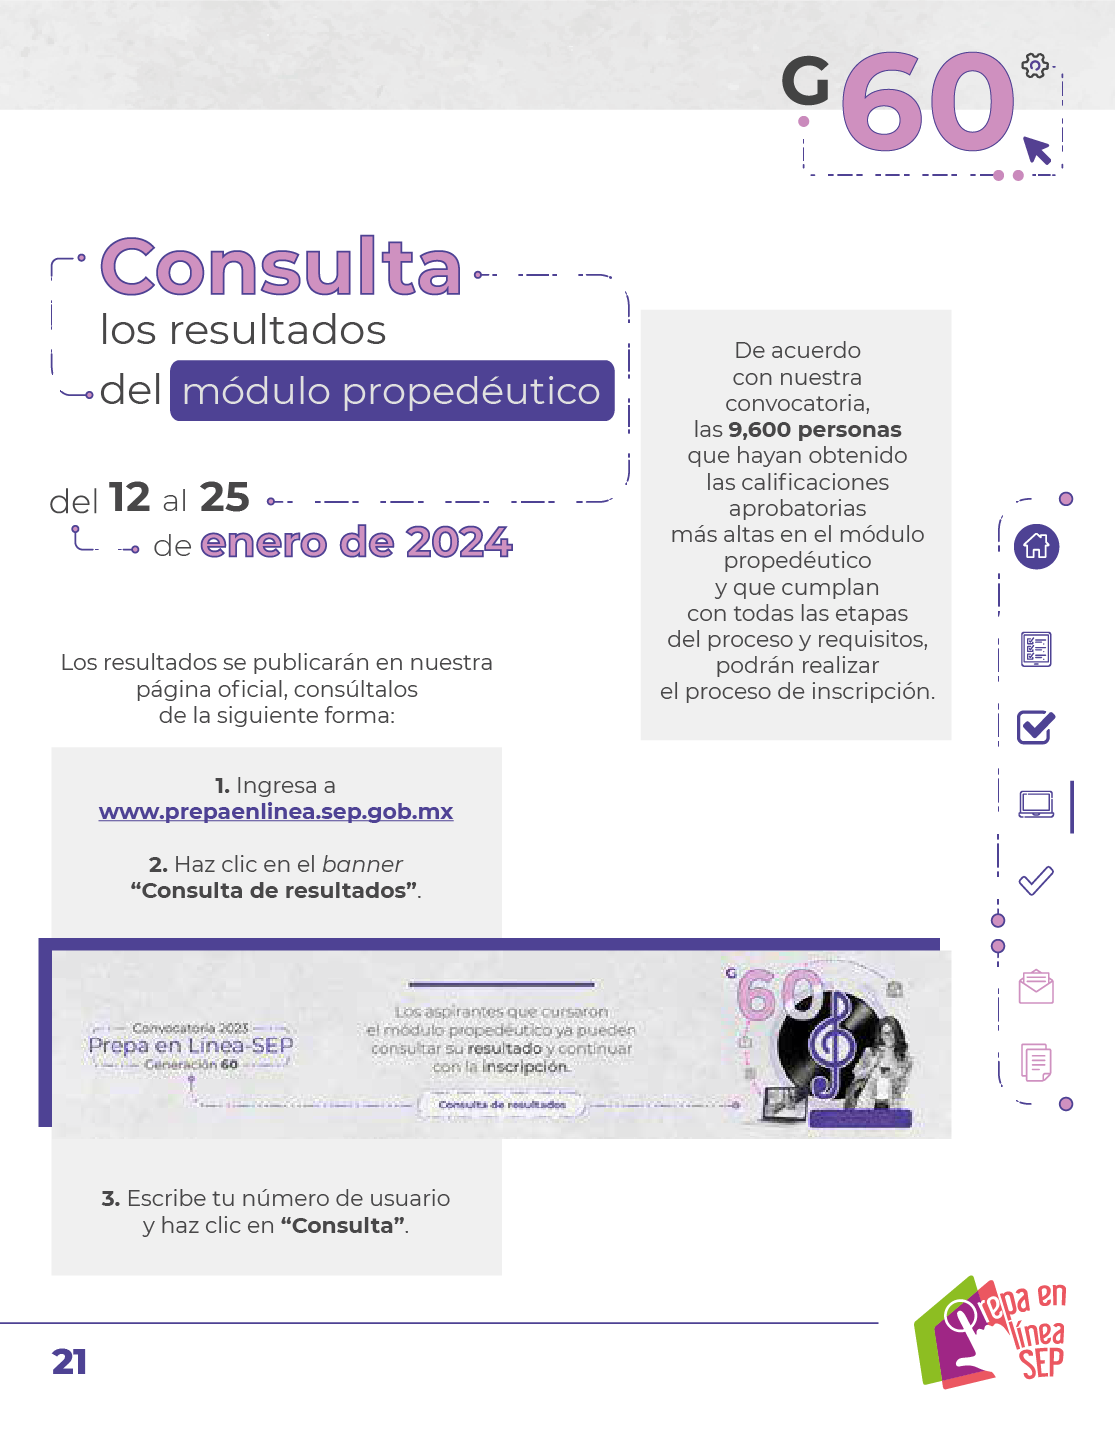 G 60
Consulta
los resultados
del módulo propedéutico
del 12 al 25
de enero de 2024
De acuerdo
con nuestra
convocatoria,
las 9,600 personas
que hayan obtenido
las calificaciones
aprobatorias
más altas en el módulo
propedéutico
y que cumplan
con todas las etapas
del proceso y requisitos,
podrán realizar
el proceso de inscripción.
Los resultados se publicarán en nuestra
página oficial, consúltalos
de la siguiente forma:
1. Ingresa a
www.prepaenlinea.sep.gob.mx
2. Haz clic en el banner
“Consulta de resultados”.
Convocatoria 2023
Prepa en Línea-SEP
Generación 60
Los aspirantes que cursaron
el módulo propedéutico ya pueden
consultar su resultado y continuar
con la inscripción.
Consulta de resultados
G 60
3. Escribe tu número de usuario
y haz clic en “Consulta”.
21
Prepa en
línea
SEP